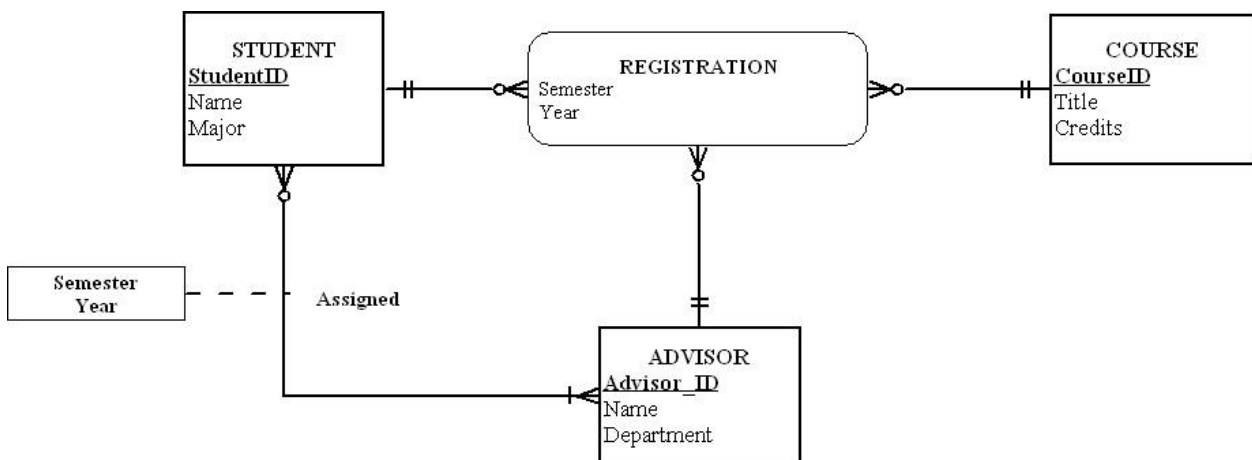 STUDENT
StudentID
Name
Major
REGISTRATION
Semester
Year
COURSE
CourseID
Title
Credits
Semester
Year
Assigned
ADVISOR
Advisor_ID
Name
Department